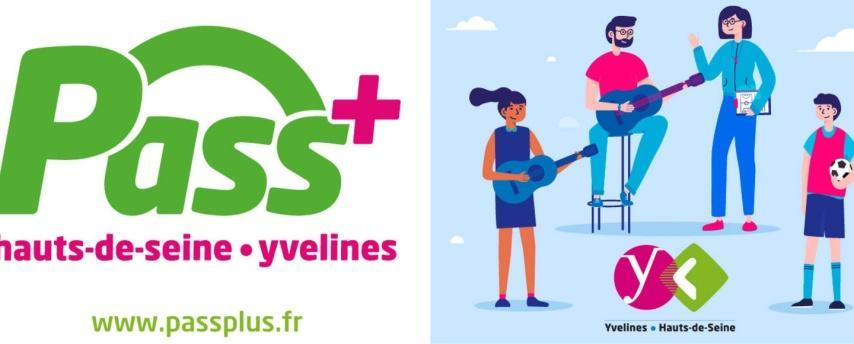 Pass+
hauts-de-seine • yvelines
www.passplus.fr
y
Yvelines • Hauts-de-Seine